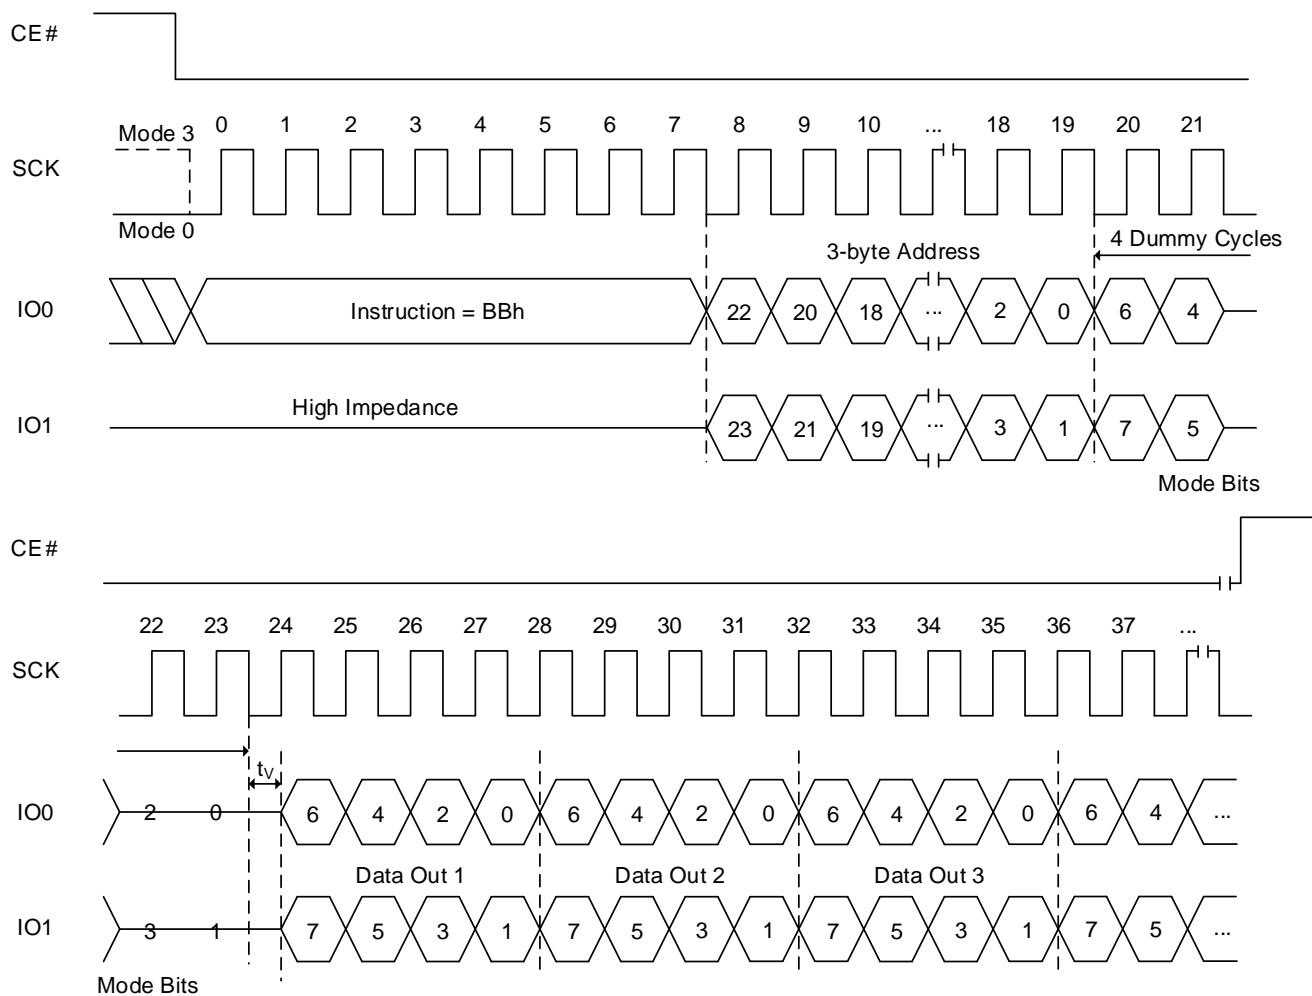 CE#
Mode 3 0 1 2 3 4 5 6 7 8 9 10 ... 18 19 20 21
SCK
Mode 0
3-byte Address 4 Dummy Cycles
IO0 Instruction = BBh 22 20 18 ... 2 0 6 4
High Impedance
IO1 23 21 19 ... 3 1 7 5
Mode Bits
CE#
22 23 24 25 26 27 28 29 30 31 32 33 34 35 36 37 ...
SCK
tV
IO0 2 0 6 4 2 0 6 4 2 0 6 4 2 0 6 4 ...
Data Out 1 Data Out 2 Data Out 3
IO1 3 1 7 5 3 1 7 5 3 1 7 5 3 1 7 5 ...
Mode Bits